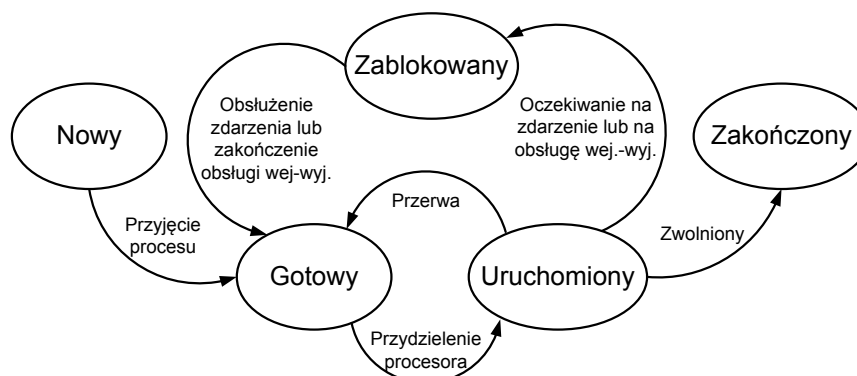 Zablokowany
Nowy
Obsłużenie
zdarzenia lub
zakończenie
obsługi wej-wyj.
Oczekiwanie na
zdarzenie lub na
obsługę wej.-wyj.
Zakończony
Przyjęcie
procesu
Przerwa
Zwolniony
Gotowy
Uruchomiony
Przydzielenie
procesora